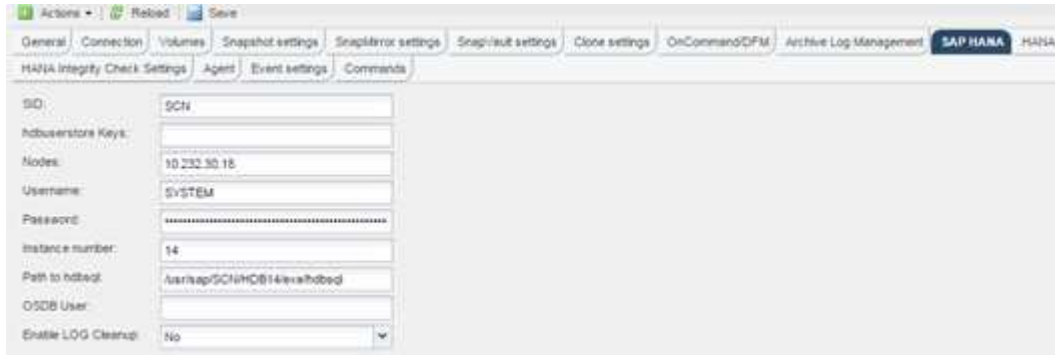 Actions Reload Save
General Connection Volumes Snapshot settings SnapMirror settings SnapVault settings Clone settings OnCommand/DFM Archive Log Management SAP HANA HANA
HANA Integrity Check Settings Agent Event settings Commands
SID: SCN
hdbuserstore Keys:
Nodes: 10.232.30.18
Username: SYSTEM
Password: ••••••••••••••••••••••••••••••••••••••••••••••••••
Instance number: 14
Path to hdbsql: /usr/sap/SCN/HDB14/exe/hdbsql
OSDB User:
Enable LOG Cleanup: No